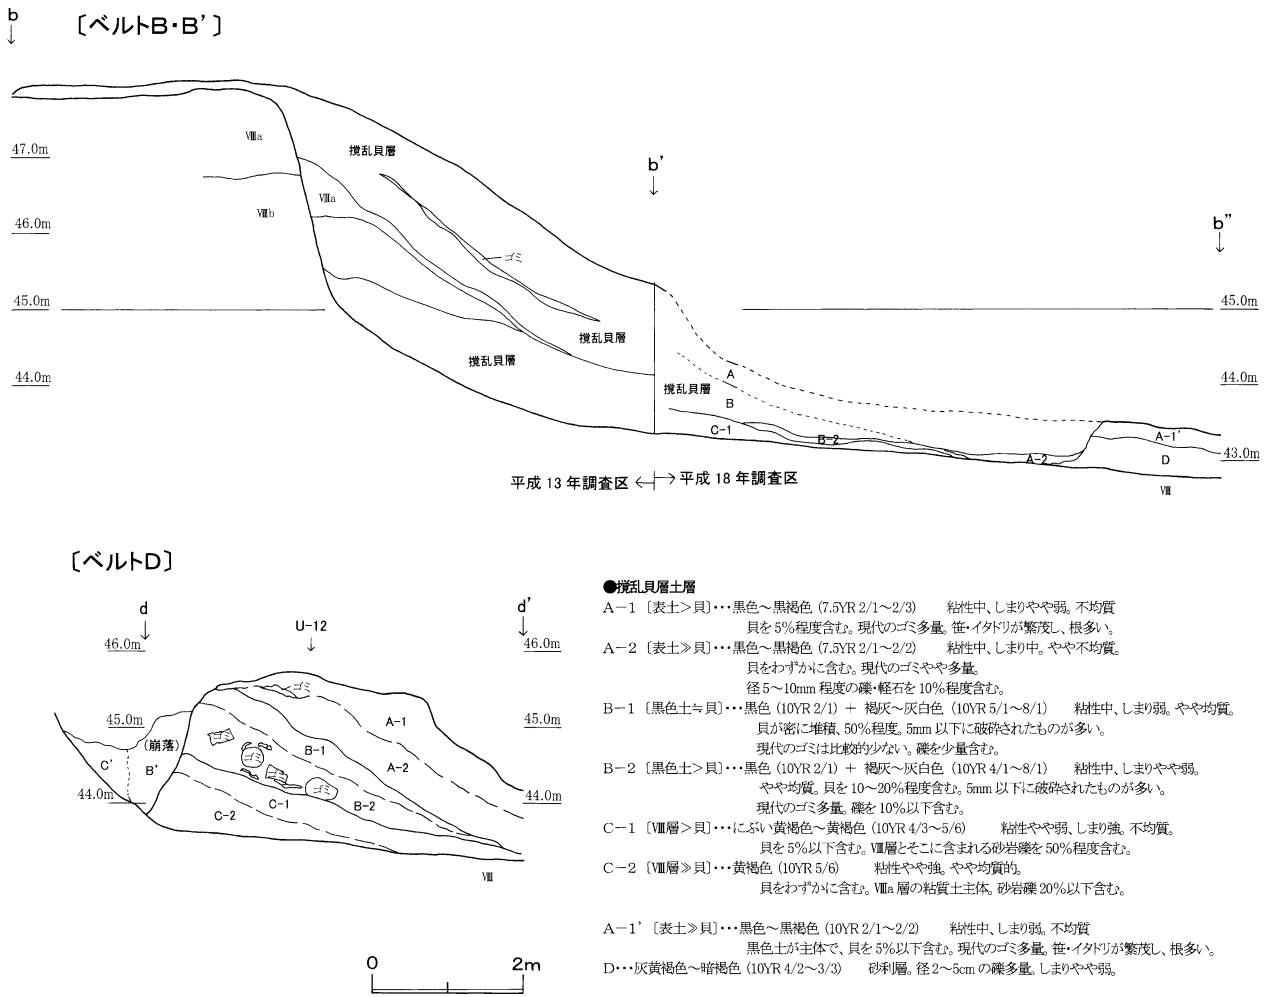 b
〔ベルトB・B'〕
47.0m
46.0m
45.0m
44.0m
Ⅷa
Ⅷb
Ⅷa
攪乱貝層
ゴミ
攪乱貝層
攪乱貝層
b'
b"
45.0m
44.0m
43.0m
A
攪乱貝層
B
C-1
B-2
A-2
A-1'
D
Ⅷ
平成 13 年調査区
平成 18 年調査区
〔ベルトD〕
d
U-12
d'
46.0m
46.0m
45.0m
45.0m
44.0m
44.0m
ゴミ
A-1
(崩落)
ゴミ
ゴミ
B-1
A-2
C'
B'
ゴミ
ゴミ
C-1
B-2
C-2
Ⅷ
0
2m
●攪乱貝層土層
A-1 〔表土>貝〕・・・黒色～黒褐色 (7.5YR 2/1～2/3) 粘性中、しまりやや弱。不均質
貝を5%程度含む。現代のゴミ多量。笹・イタドリが繁茂し、根多い。
A-2 〔表土≫貝〕・・・黒色～黒褐色 (7.5YR 2/1～2/2) 粘性中、しまり中。やや不均質。
貝をわずかに含む。現代のゴミやや多量。
径 5～10mm 程度の礫・軽石を10%程度含む。
B-1 〔黒色土≒貝〕・・・黒色 (10YR 2/1) + 褐灰～灰白色 (10YR 5/1～8/1) 粘性中、しまり弱。やや均質。
貝が密に堆積、50%程度。5mm 以下に破砕されたものが多い。
現代のゴミは比較的少ない。礫を少量含む。
B-2 〔黒色土>貝〕・・・黒色 (10YR 2/1) + 褐灰～灰白色 (10YR 4/1～8/1) 粘性中、しまりやや弱。
やや均質。貝を 10～20%程度含む。5mm 以下に破砕されたものが多い。
現代のゴミ多量。礫を10%以下含む。
C-1 〔Ⅷ層>貝〕・・・にぶい黄褐色～黄褐色 (10YR 4/3～5/6) 粘性やや弱、しまり強。不均質。
貝を5%以下含む。Ⅷ層とそこに含まれる砂岩礫を50%程度含む。
C-2 〔Ⅷ層≫貝〕・・・黄褐色 (10YR 5/6) 粘性やや強。やや均質的。
貝をわずかに含む。Ⅷa 層の粘質土主体。砂岩礫20%以下含む。
A-1' 〔表土≫貝〕・・・黒色～黒褐色 (10YR 2/1～2/2) 粘性中、しまり弱。不均質
黒色土が主体で、貝を5%以下含む。現代のゴミ多量。笹・イタドリが繁茂し、根多い。
D・・・灰黄褐色～暗褐色 (10YR 4/2～3/3) 砂利層。径 2～5cm の礫多量。しまりやや弱。